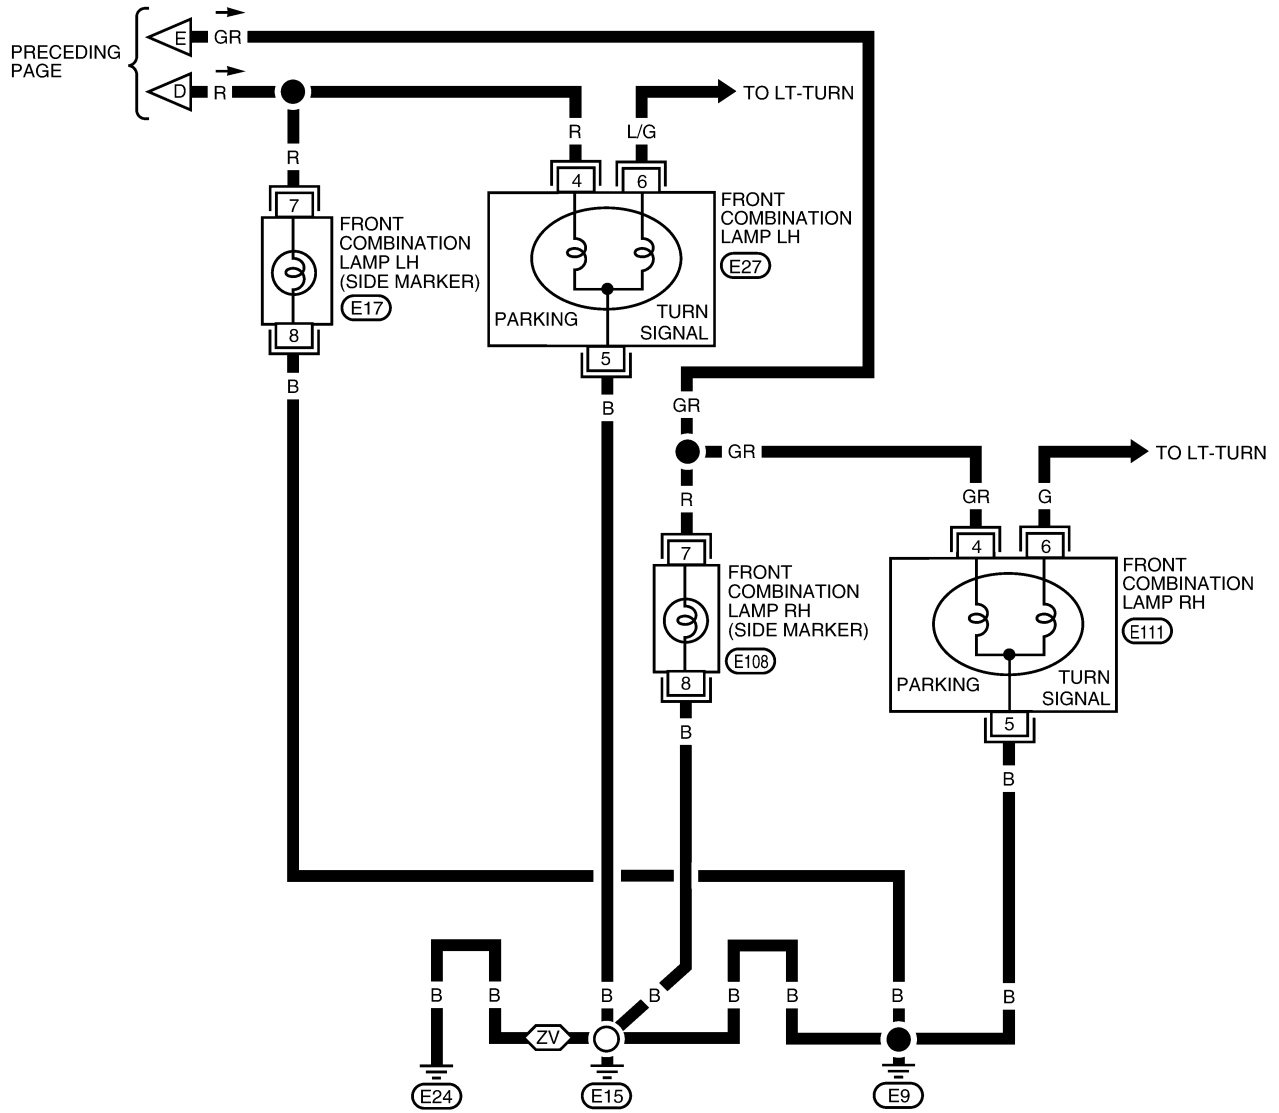 PRECEDING
PAGE
E
GR
D
R
R
L/G
TO LT-TURN
R
4
6
7
FRONT
COMBINATION
LAMP LH
(SIDE MARKER)
E17
FRONT
COMBINATION
LAMP LH
E27
PARKING
TURN
SIGNAL
8
5
B
B
GR
GR
TO LT-TURN
R
GR
G
7
4
6
FRONT
COMBINATION
LAMP RH
(SIDE MARKER)
E108
FRONT
COMBINATION
LAMP RH
E111
PARKING
TURN
SIGNAL
8
5
B
B
B
B
B
B
B
B
B
B
ZV
E24
E15
E9